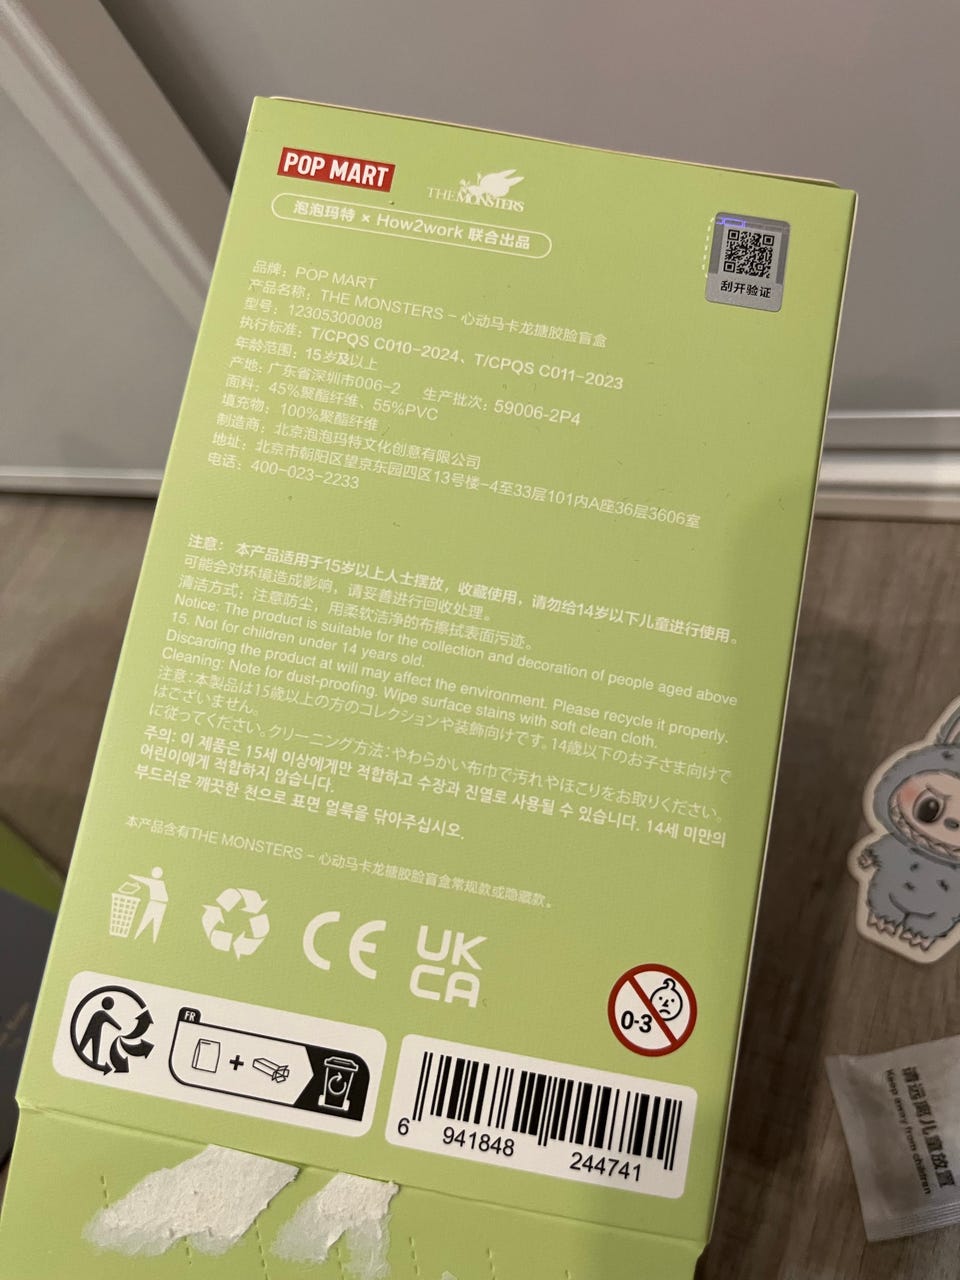 POP MART
THE MONSTERS
泡泡玛特 × How2work 联合出品
刮开验证
品牌：POP MART
产品名称：THE MONSTERS – 心动马卡龙搪胶脸盲盒
型号：12305300008
执行标准：T/CPQS C010-2024、T/CPQS C011-2023
年龄范围：15岁及以上
产地：广东省深圳市006-2 生产批次：59006-2P4
面料：45%聚酯纤维、55%PVC
填充物：100%聚酯纤维
制造商：北京泡泡玛特文化创意有限公司
地址：北京市朝阳区望京东园四区13号楼-4至33层101内A座36层3606室
电话：400-023-2233
注意： 本产品适用于15岁以上人士摆放，收藏使用，请勿给14岁以下儿童进行使用。
可能会对环境造成影响，请妥善进行回收处理。
清洁方式：注意防尘，用柔软洁净的布擦拭表面污迹。
Notice: The product is suitable for the collection and decoration of people aged above
15. Not for children under 14 years old.
Discarding the product at will may affect the environment. Please recycle it properly.
Cleaning: Note for dust-proofing. Wipe surface stains with soft clean cloth.
注意：本製品は15歳以上の方のコレクションや装飾向けです。14歳以下のお子さま向けで
はございません。
に従ってください。クリーニング方法：やわらかい布巾で汚れやほこりをお取りください。
주의: 이 제품은 15세 이상에게만 적합하고 수장과 진열로 사용될 수 있습니다. 14세 미만의
어린이에게 적합하지 않습니다.
부드러운 깨끗한 천으로 표면 얼룩을 닦아주십시오.
本产品含有THE MONSTERS – 心动马卡龙搪胶脸盲盒常规款或隐藏款。
CE
UK
CA
0-3
FR
+
6 941848 244741
请远离儿童放置
Keep away from children